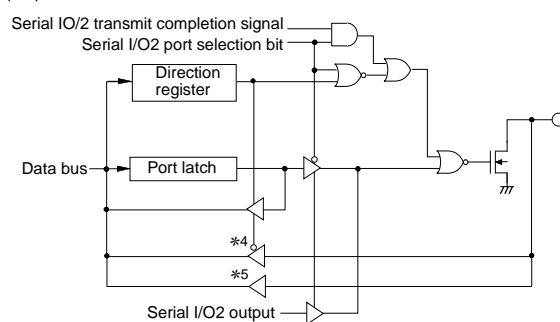 Serial IO/2 transmit completion signal
Serial I/O2 port selection bit
Direction
register
Data bus
Port latch
*4
*5
Serial I/O2 output